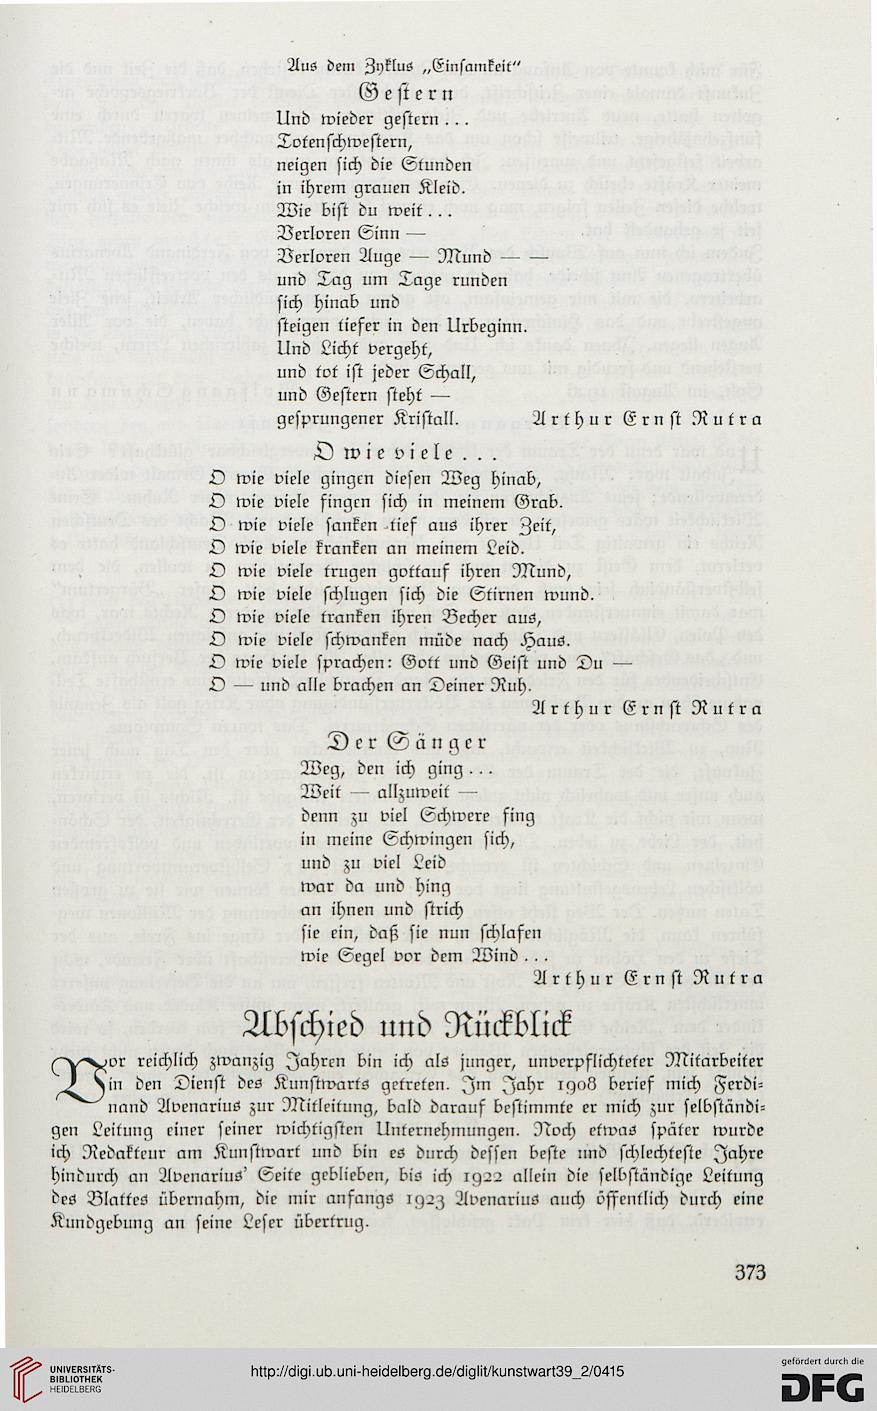 Aus dem Zyklus „Einsamkeit"
Gestern
Und wieder gestern...
Totenschwestern,
neigen sich die Stunden
in ihrem grauen Kleid.
Wie bist du weit...
Verloren Sinn —
Verloren Auge — Mund — —
und Tag um Tage runden
sich hinab und
steigen tiefer in den Urbeginn.
Und Licht vergeht,
und tot ist jeder Schall,
und Gestern steht —
gesprungener Kristall. Arthur Ernst Rutra
O wie viele...
O wie viele gingen diesen Weg hinab,
O wie viele fingen sich in meinem Grab.
O wie viele sanken tief aus ihrer Zeit,
O wie viele kranken an meinem Leid.
O wie viele trugen gottauf ihren Mund,
O wie viele schlugen sich die Stirnen wund.
O wie viele tranken ihren Becher aus,
O wie viele schwanken müde nach Haus.
O wie viele sprachen: Gott und Geist und Du —
O — und alle brachen an Deiner Ruh.
Arthur Ernst Rutra
Der Sänger
Weg, den ich ging...
Weit — allzuweit —
denn zu viel Schwere fing
in meine Schwingen sich,
und zu viel Leid
war da und hing
an ihnen und strich
sie ein, daß sie nun schlafen
wie Segel vor dem Wind...
Arthur Ernst Rutra
Abschied und Rückblick
Vor reichlich zwanzig Jahren bin ich als junger, unverpflichteter Mitarbeiter
in den Dienst des Kunstwarts getreten. Im Jahr 1908 berief mich Ferdi-
nand Avenarius zur Mitleitung, bald darauf bestimmte er mich zur selbständi-
gen Leitung einer seiner wichtigsten Unternehmungen. Noch etwas später wurde
ich Redakteur am Kunstwart und bin es durch dessen beste und schlechteste Jahre
hindurch an Avenarius' Seite geblieben, bis ich 1922 allein die selbständige Leitung
des Blattes übernahm, die mir anfangs 1923 Avenarius auch öffentlich durch eine
Kundgebung an seine Leser übertrug.
373
UNIVERSITÄTS-
BIBLIOTHEK
HEIDELBERG
http://digi.ub.uni-heidelberg.de/diglit/kunstwart39_2/0415
gefördert durch die
DFG